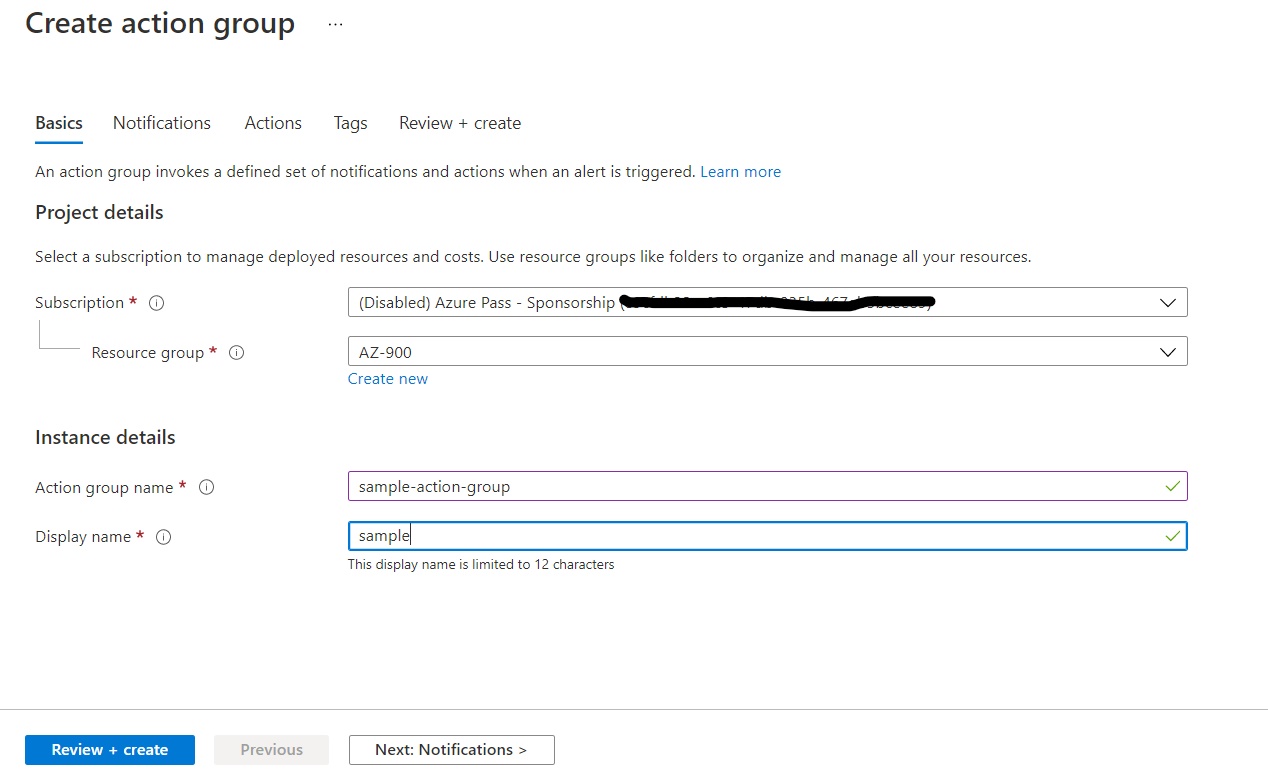 Create action group ...
Basics Notifications Actions Tags Review + create
An action group invokes a defined set of notifications and actions when an alert is triggered. Learn more
Project details
Select a subscription to manage deployed resources and costs. Use resource groups like folders to organize and manage all your resources.
Subscription * (Disabled) Azure Pass - Sponsorship (
Resource group * AZ-900
Create new
Instance details
Action group name * sample-action-group
Display name * sample
This display name is limited to 12 characters
Review + create Previous Next: Notifications >